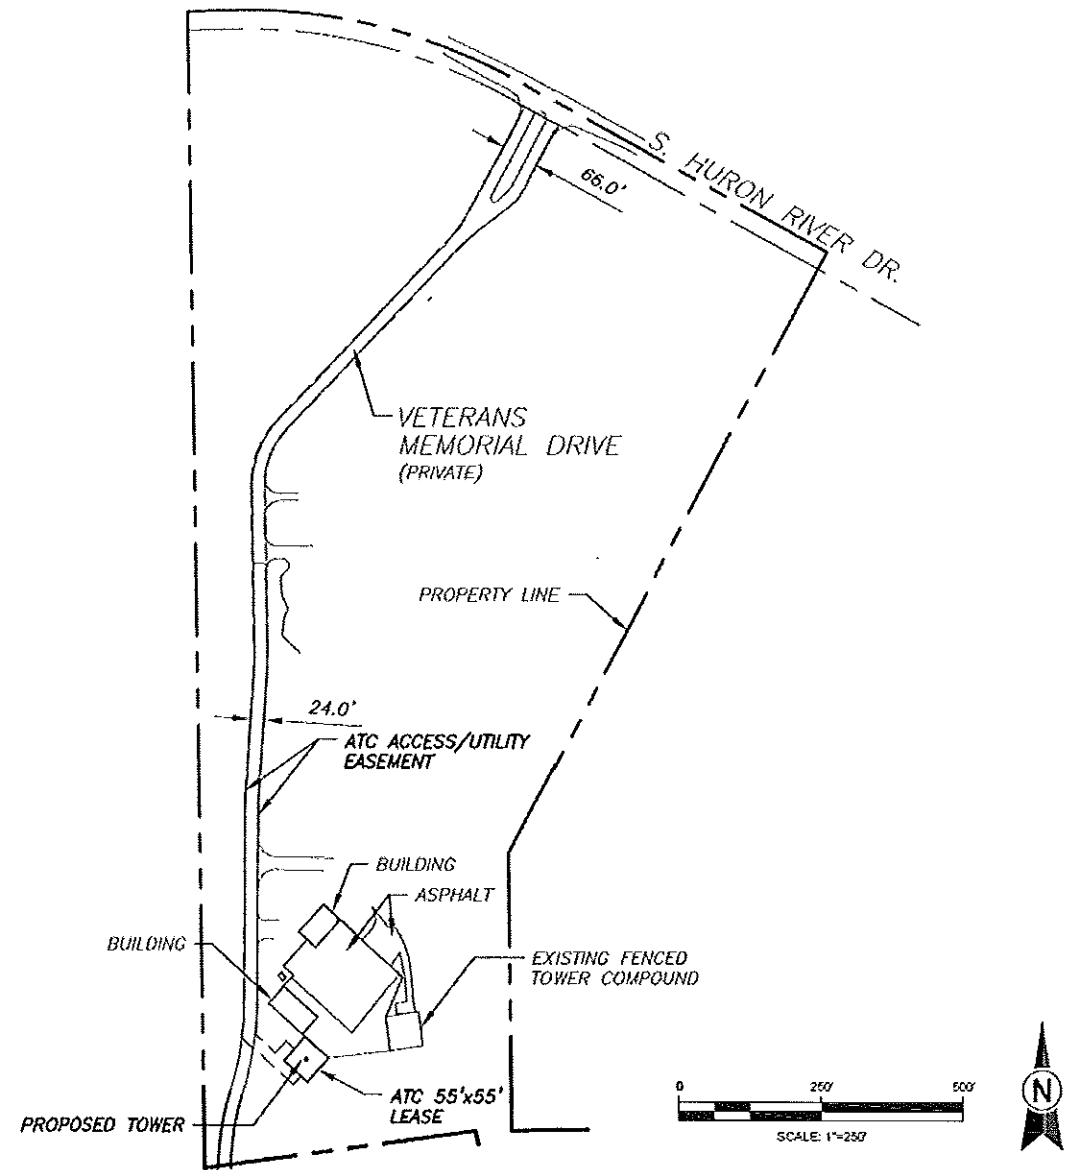 S. HURON RIVER DR.
66.0'
VETERANS
MEMORIAL DRIVE
(PRIVATE)
PROPERTY LINE
24.0'
ATC ACCESS/UTILITY
EASEMENT
BUILDING
ASPHALT
BUILDING
EXISTING FENCED
TOWER COMPOUND
ATC 55'x55'
LEASE
PROPOSED TOWER
0 250' 500'
SCALE: 1"=250'
N